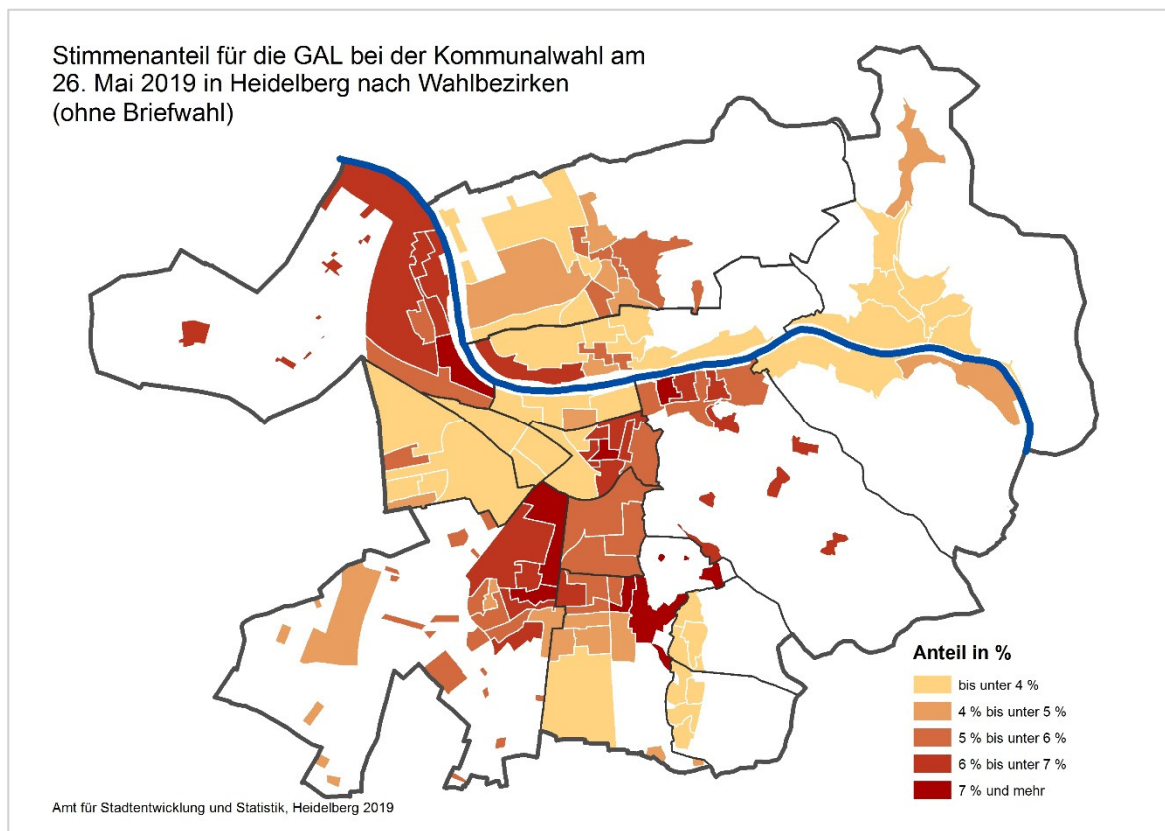 Stimmenanteil für die GAL bei der Kommunalwahl am
26. Mai 2019 in Heidelberg nach Wahlbezirken
(ohne Briefwahl)
Anteil in %
bis unter 4 %
4 % bis unter 5 %
5 % bis unter 6 %
6 % bis unter 7 %
7 % und mehr
Amt für Stadtentwicklung und Statistik, Heidelberg 2019